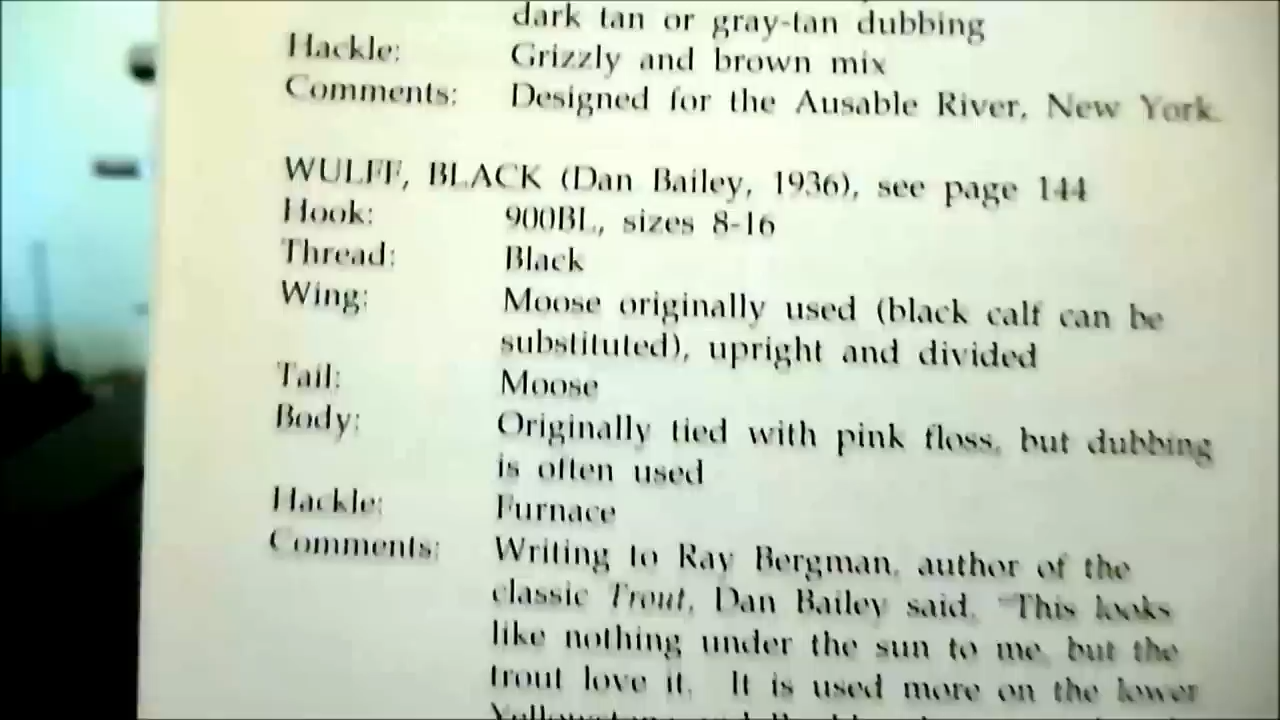 dark tan or gray-tan dubbing
Hackle: Grizzly and brown mix
Comments: Designed for the Ausable River, New York.
WULFF, BLACK (Dan Bailey, 1936), see page 144
Hook: 900BL, sizes 8-16
Thread: Black
Wing: Moose originally used (black calf can be
substituted), upright and divided
Tail: Moose
Body: Originally tied with pink floss, but dubbing
is often used
Hackle: Furnace
Comments: Writing to Ray Bergman, author of the
classic Trout, Dan Bailey said, "This looks
like nothing under the sun to me, but the
trout love it. It is used more on the lower